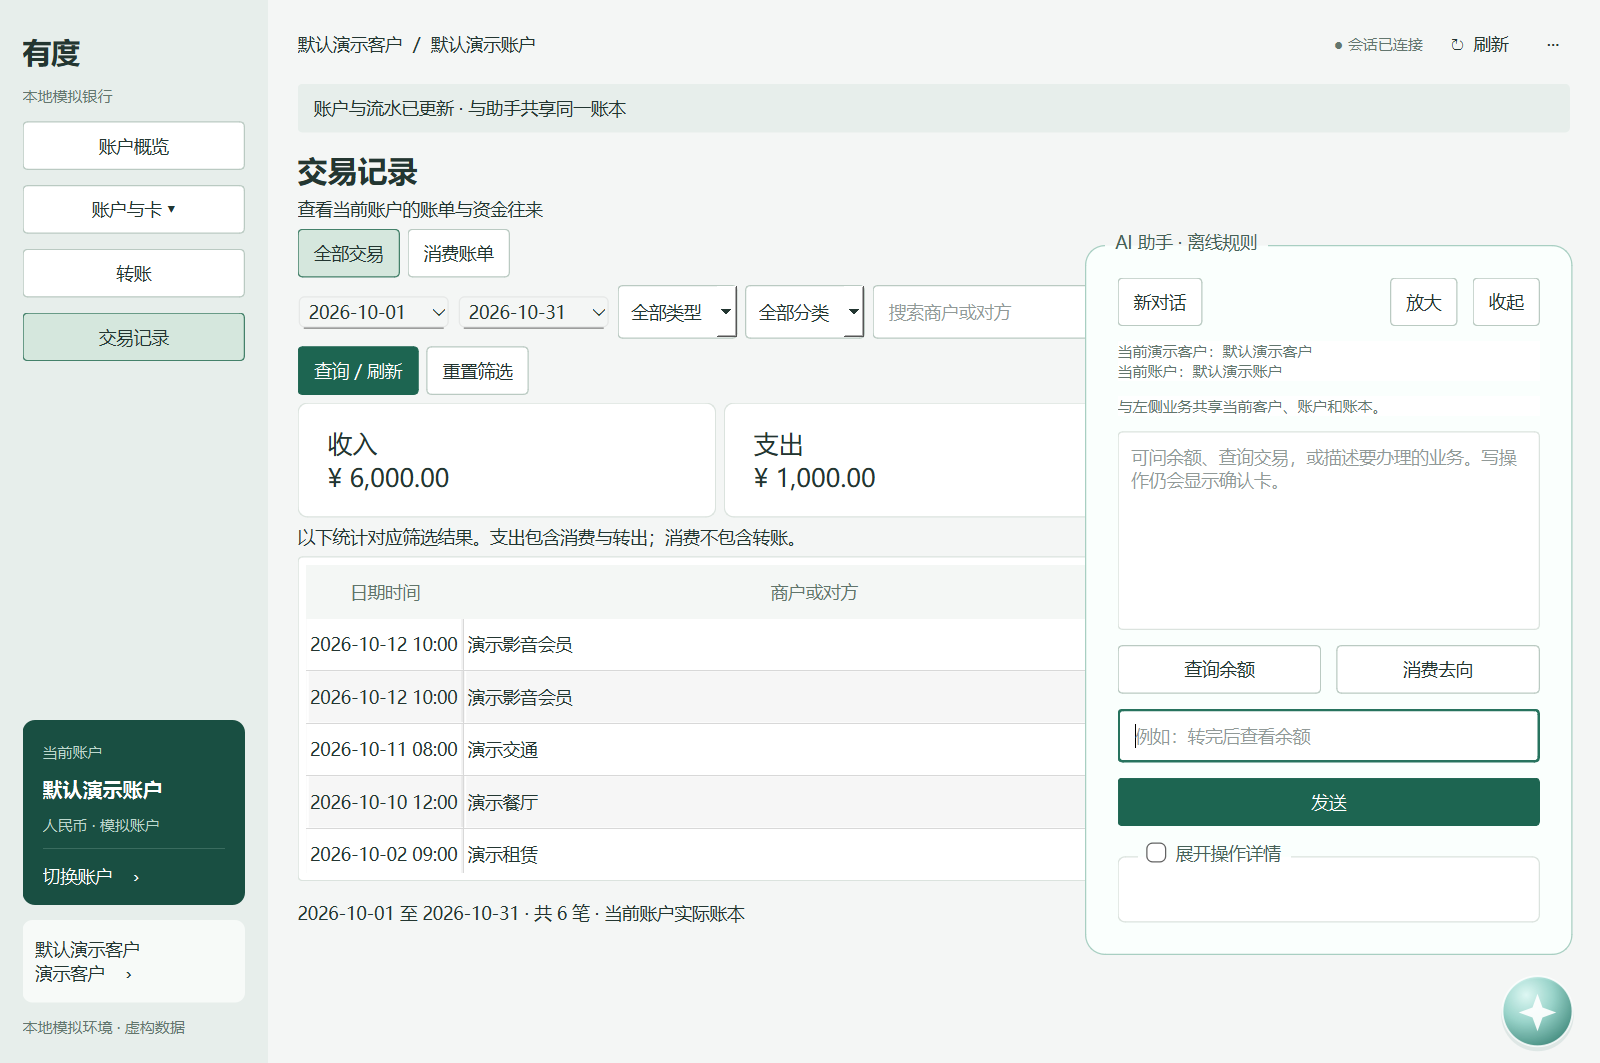 有度
本地模拟银行
账户概览
账户与卡 ▾
转账
交易记录
当前账户
默认演示账户
人民币 · 模拟账户
切换账户 ›
默认演示客户
演示客户 ›
本地模拟环境 · 虚构数据
默认演示客户 / 默认演示账户
● 会话已连接
↻ 刷新
···
账户与流水已更新 · 与助手共享同一账本
交易记录
查看当前账户的账单与资金往来
全部交易
消费账单
2026-10-01
2026-10-31
全部类型
全部分类
搜索商户或对方
查询 / 刷新
重置筛选
收入
¥ 6,000.00
支出
¥ 1,000.00
以下统计对应筛选结果。支出包含消费与转出；消费不包含转账。
日期时间 商户或对方
2026-10-12 10:00 演示影音会员
2026-10-12 10:00 演示影音会员
2026-10-11 08:00 演示交通
2026-10-10 12:00 演示餐厅
2026-10-02 09:00 演示租赁
2026-10-01 至 2026-10-31 · 共 6 笔 · 当前账户实际账本
AI 助手 · 离线规则
新对话
放大
收起
当前演示客户：默认演示客户
当前账户：默认演示账户
与左侧业务共享当前客户、账户和账本。
可问余额、查询交易，或描述要办理的业务。写操
作仍会显示确认卡。
查询余额
消费去向
例如：转完后查看余额
发送
展开操作详情